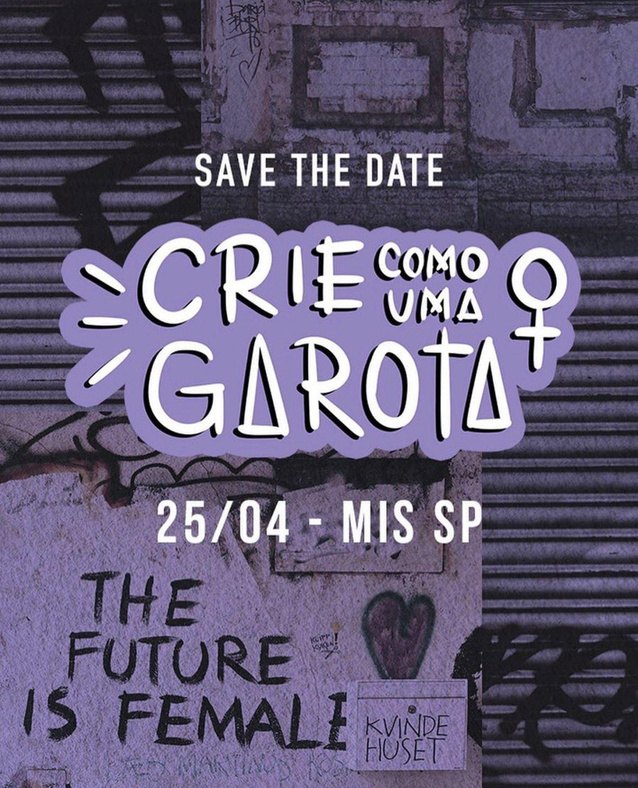 SAVE THE DATE
CRIE COMO
UMA
GAROTA
25/04 - MIS SP
THE
FUTURE
IS FEMALE
KVINDE
HUSET